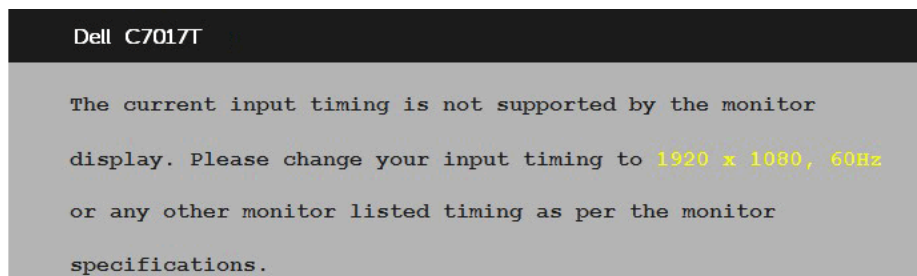 Dell C7017T
The current input timing is not supported by the monitor
display. Please change your input timing to 1920 x 1080, 60Hz
or any other monitor listed timing as per the monitor
specifications.